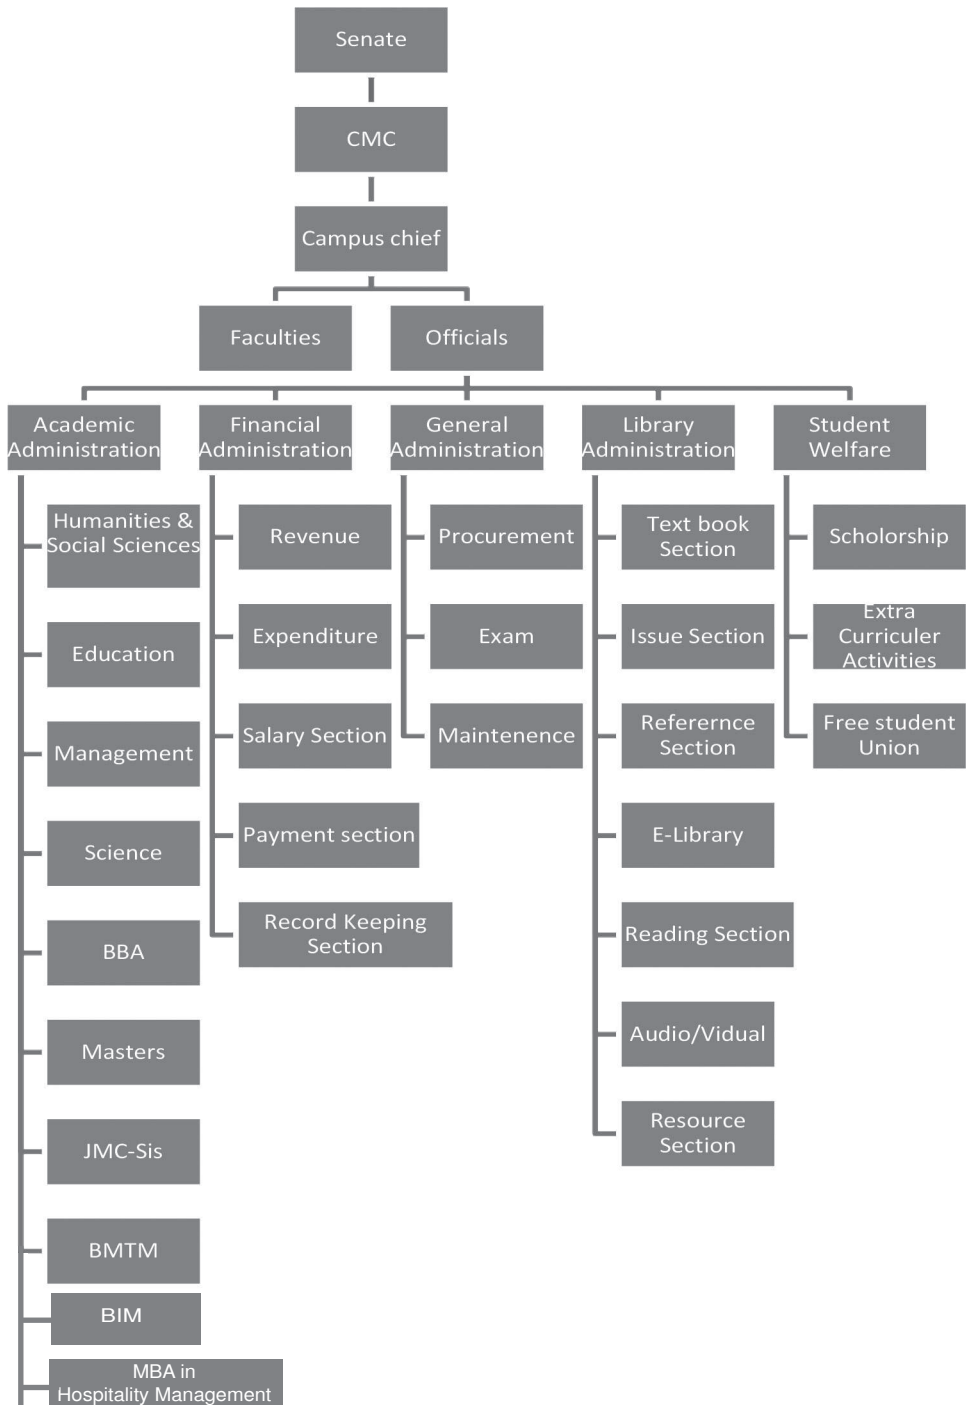 Senate
CMC
Campus chief
Faculties
Officials
Academic
Administration
Financial
Administration
General
Administration
Library
Administration
Student
Welfare
Humanities &
Social Sciences
Education
Management
Science
BBA
Masters
JMC-Sis
BMTM
BIM
MBA in
Hospitality Management
Revenue
Expenditure
Salary Section
Payment section
Record Keeping
Section
Procurement
Exam
Maintenence
Text book
Section
Issue Section
Referernce
Section
E-Library
Reading Section
Audio/Vidual
Resource
Section
Scholorship
Extra
Curriculer
Activities
Free student
Union